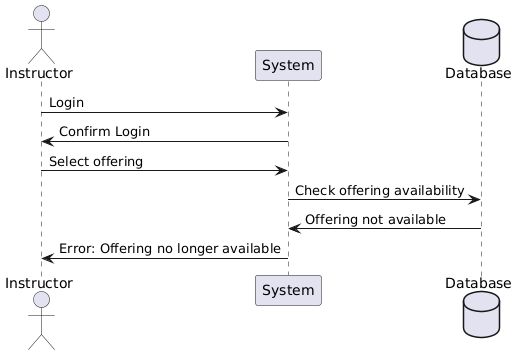 Instructor
System
Database
Login
Confirm Login
Select offering
Check offering availability
Offering not available
Error: Offering no longer available
Instructor
System
Database